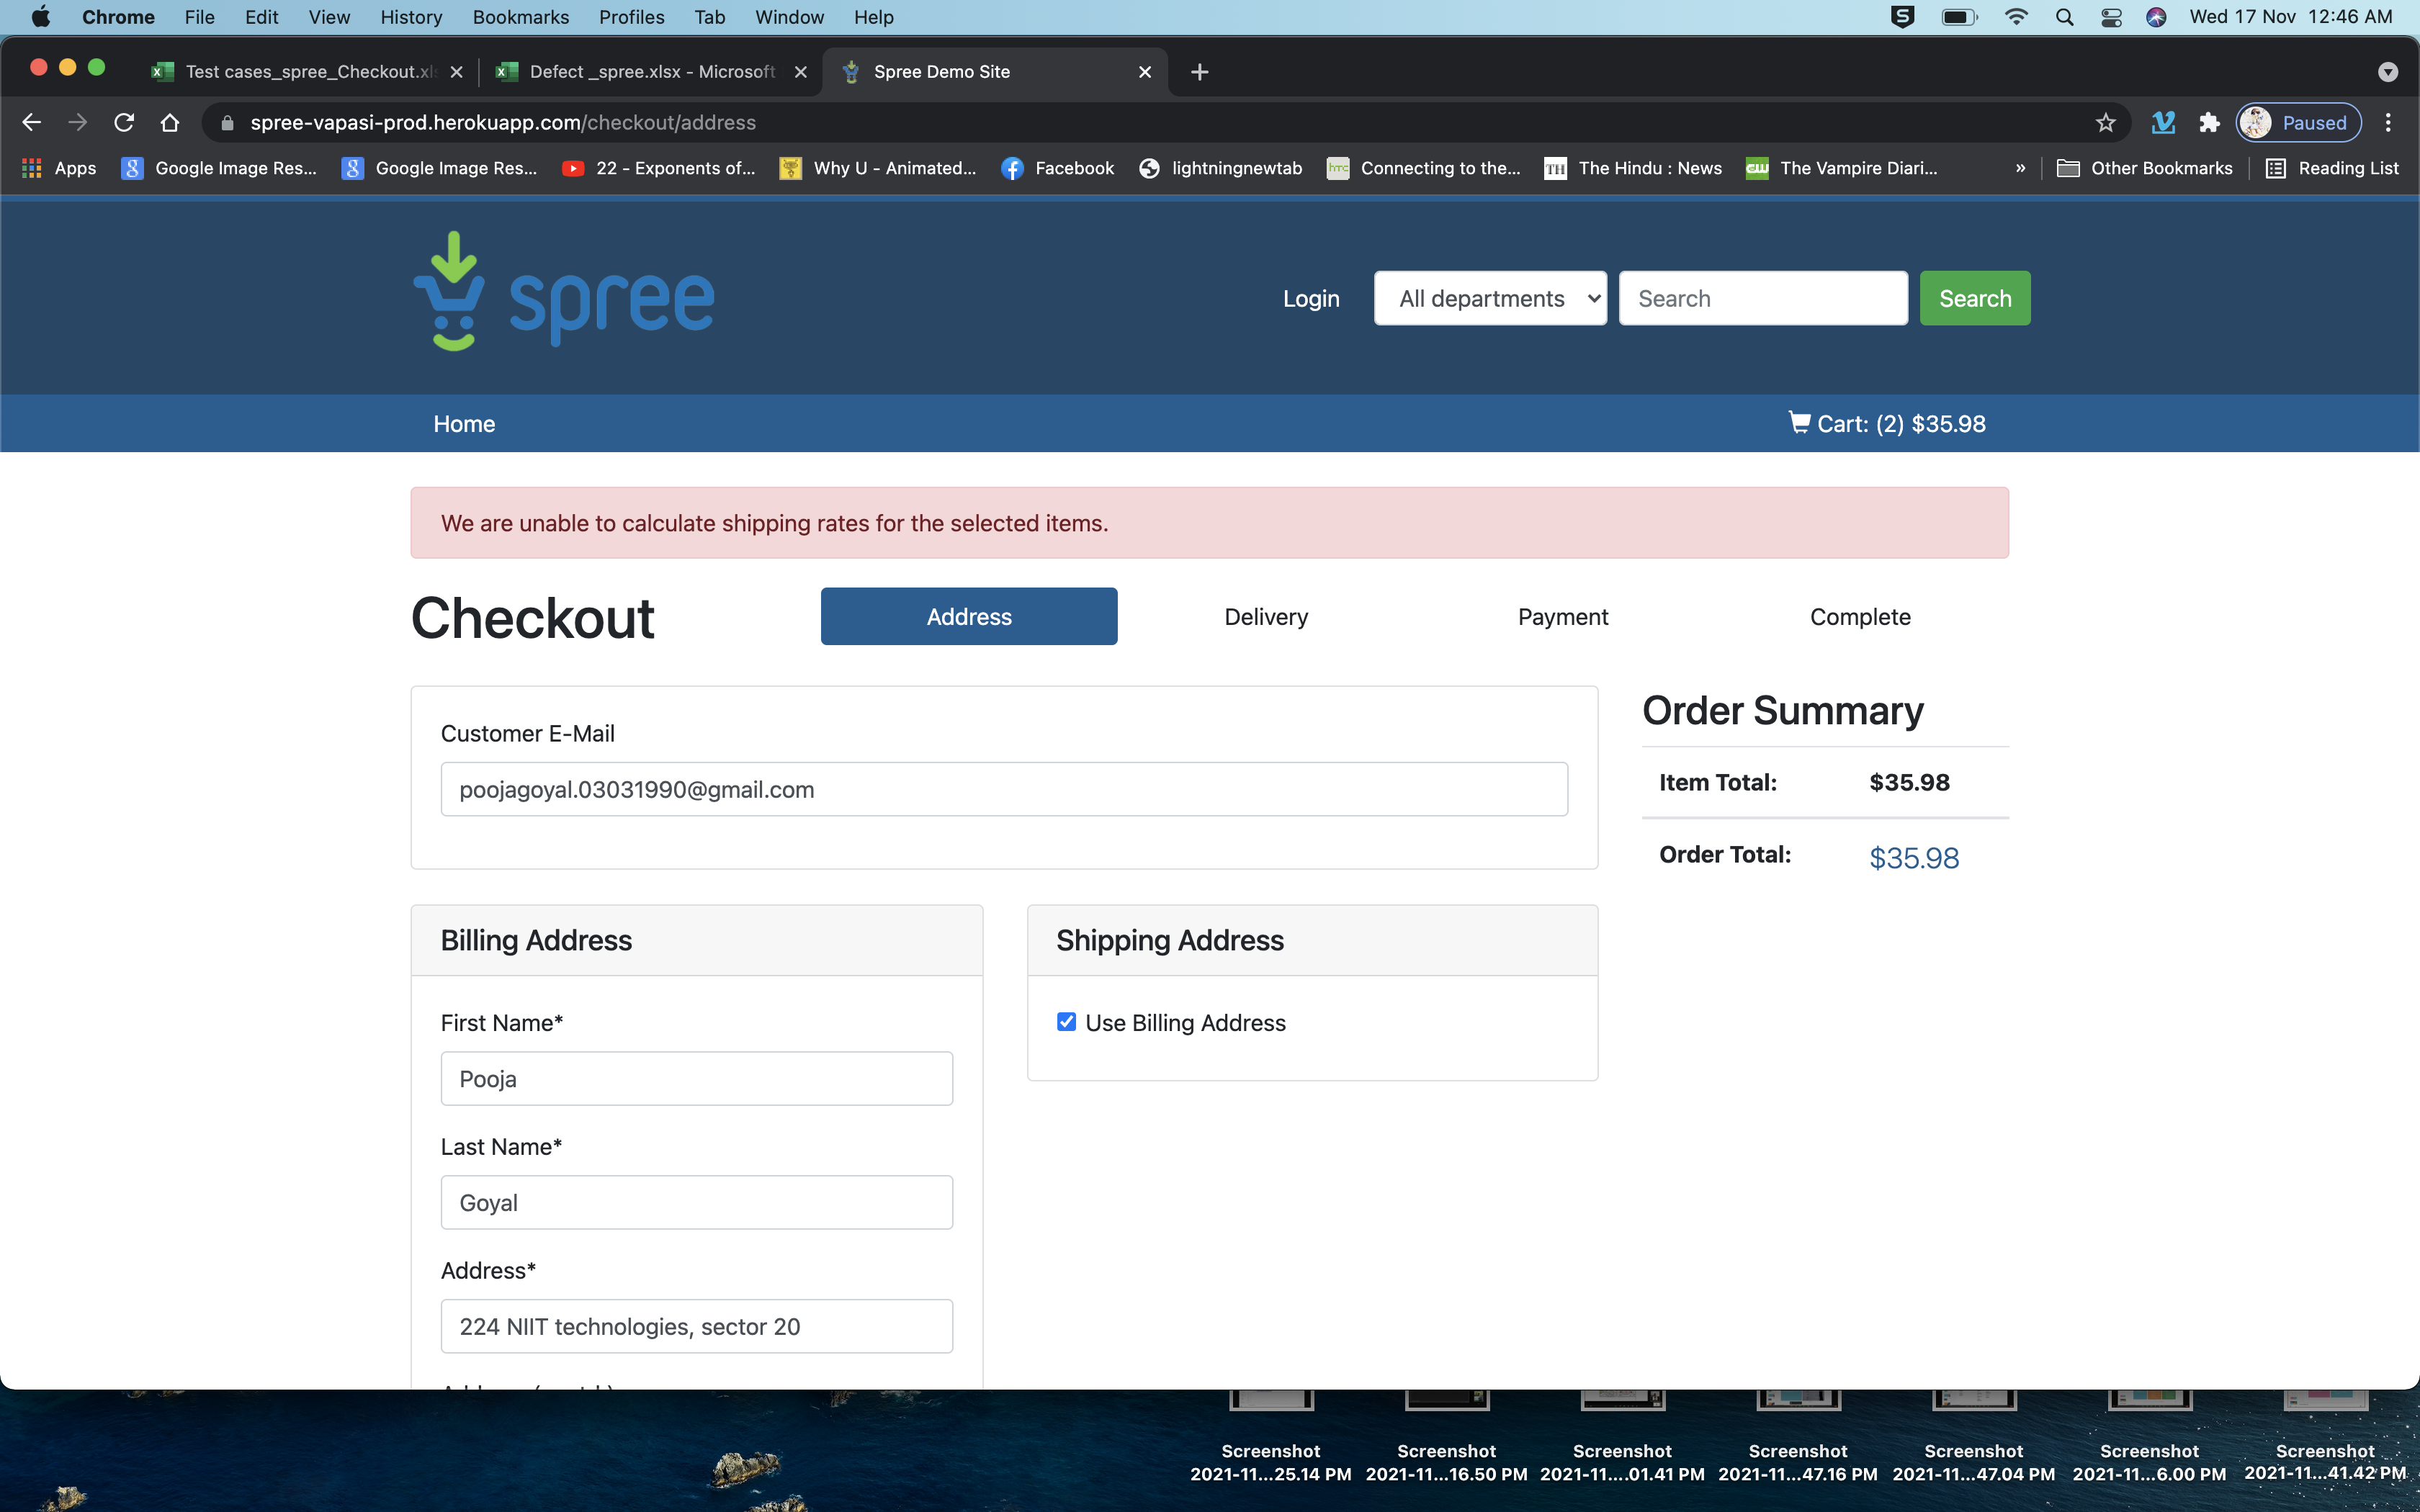 Chrome File Edit View History Bookmarks Profiles Tab Window Help Wed 17 Nov 12:46 AM
Test cases_spree_Checkout.xls Defect _spree.xlsx - Microsoft Spree Demo Site
spree-vapasi-prod.herokuapp.com/checkout/address Paused
Apps Google Image Res... Google Image Res... 22 - Exponents of... Why U - Animated... Facebook lightningnewtab Connecting to the... The Hindu : News The Vampire Diari... » Other Bookmarks Reading List
spree Login All departments Search Search
Home Cart: (2) $35.98
We are unable to calculate shipping rates for the selected items.
Checkout Address Delivery Payment Complete
Customer E-Mail
poojagoyal.03031990@gmail.com
Order Summary
Item Total: $35.98
Order Total: $35.98
Billing Address
First Name*
Pooja
Last Name*
Goyal
Address*
224 NIIT technologies, sector 20
Shipping Address
Use Billing Address
Screenshot Screenshot Screenshot Screenshot Screenshot Screenshot Screenshot
2021-11...25.14 PM 2021-11...16.50 PM 2021-11....01.41 PM 2021-11...47.16 PM 2021-11...47.04 PM 2021-11...6.00 PM 2021-11...41.42 PM